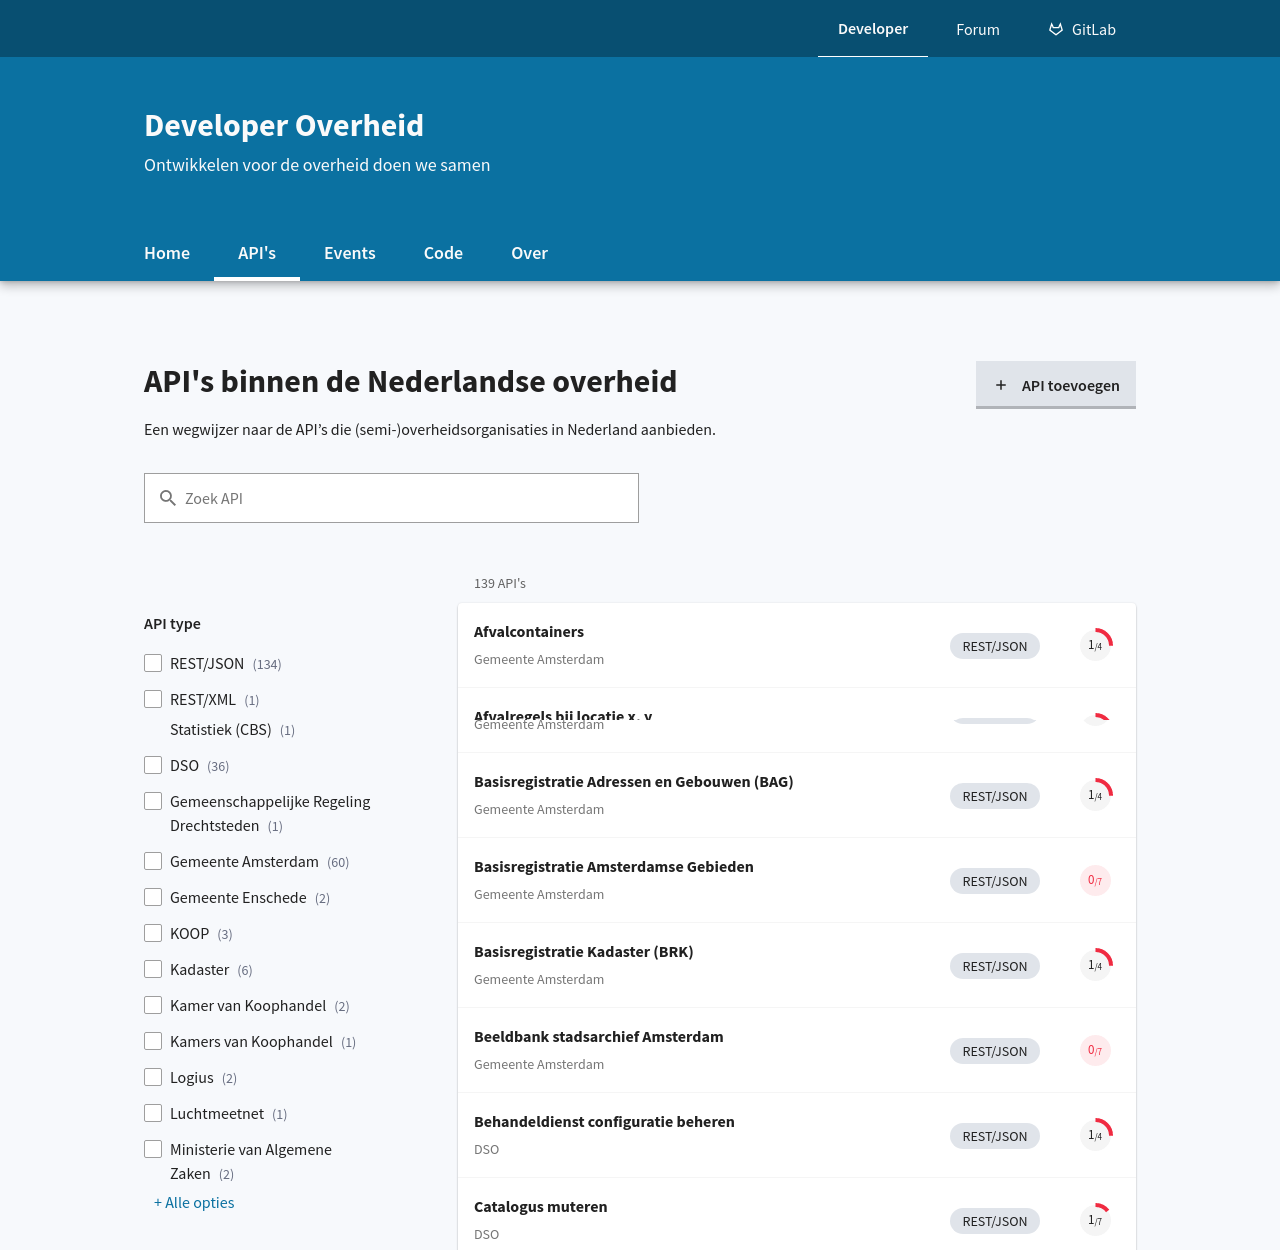 Developer
Forum
GitLab
Developer Overheid
Ontwikkelen voor de overheid doen we samen
Home
API's
Events
Code
Over
API's binnen de Nederlandse overheid
API toevoegen
Een wegwijzer naar de API’s die (semi-)overheidsorganisaties in Nederland aanbieden.
Zoek API
139 API's
API type
REST/JSON (134)
REST/XML (1)
Statistiek (CBS) (1)
DSO (36)
Gemeenschappelijke Regeling
Drechtsteden (1)
Gemeente Amsterdam (60)
Gemeente Enschede (2)
KOOP (3)
Kadaster (6)
Kamer van Koophandel (2)
Kamers van Koophandel (1)
Logius (2)
Luchtmeetnet (1)
Ministerie van Algemene
Zaken (2)
+ Alle opties
Afvalcontainers
Gemeente Amsterdam
REST/JSON
1/4
Afvalregels bij locatie x, y
Gemeente Amsterdam
Basisregistratie Adressen en Gebouwen (BAG)
Gemeente Amsterdam
REST/JSON
1/4
Basisregistratie Amsterdamse Gebieden
Gemeente Amsterdam
REST/JSON
0/7
Basisregistratie Kadaster (BRK)
Gemeente Amsterdam
REST/JSON
1/4
Beeldbank stadsarchief Amsterdam
Gemeente Amsterdam
REST/JSON
0/7
Behandeldienst configuratie beheren
DSO
REST/JSON
1/4
Catalogus muteren
DSO
REST/JSON
1/7